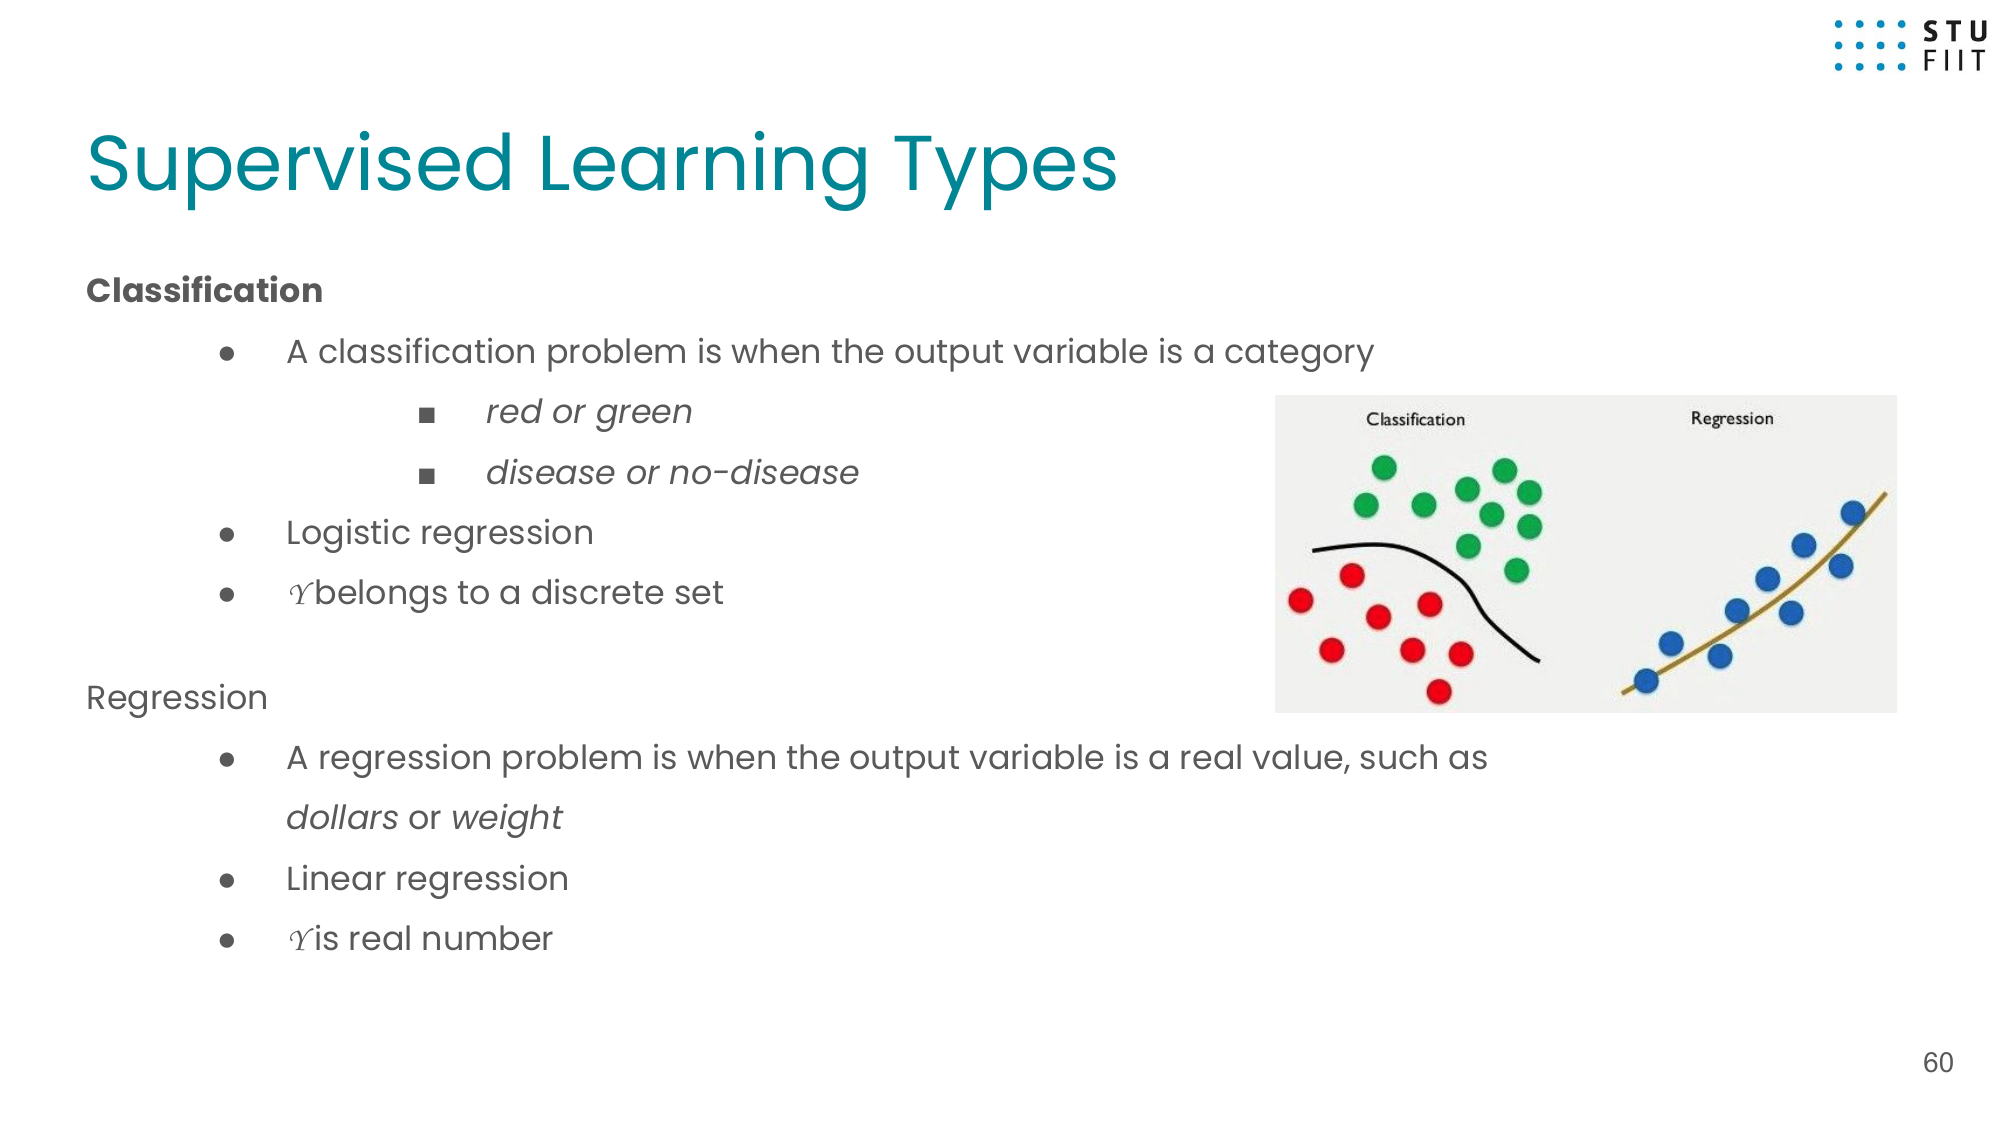 STU
FIIT
Supervised Learning Types
Classification
● A classification problem is when the output variable is a category
■ red or green
■ disease or no-disease
● Logistic regression
● 𝒴 belongs to a discrete set
Classification
Regression
Regression
● A regression problem is when the output variable is a real value, such as
dollars or weight
● Linear regression
● 𝒴 is real number
60